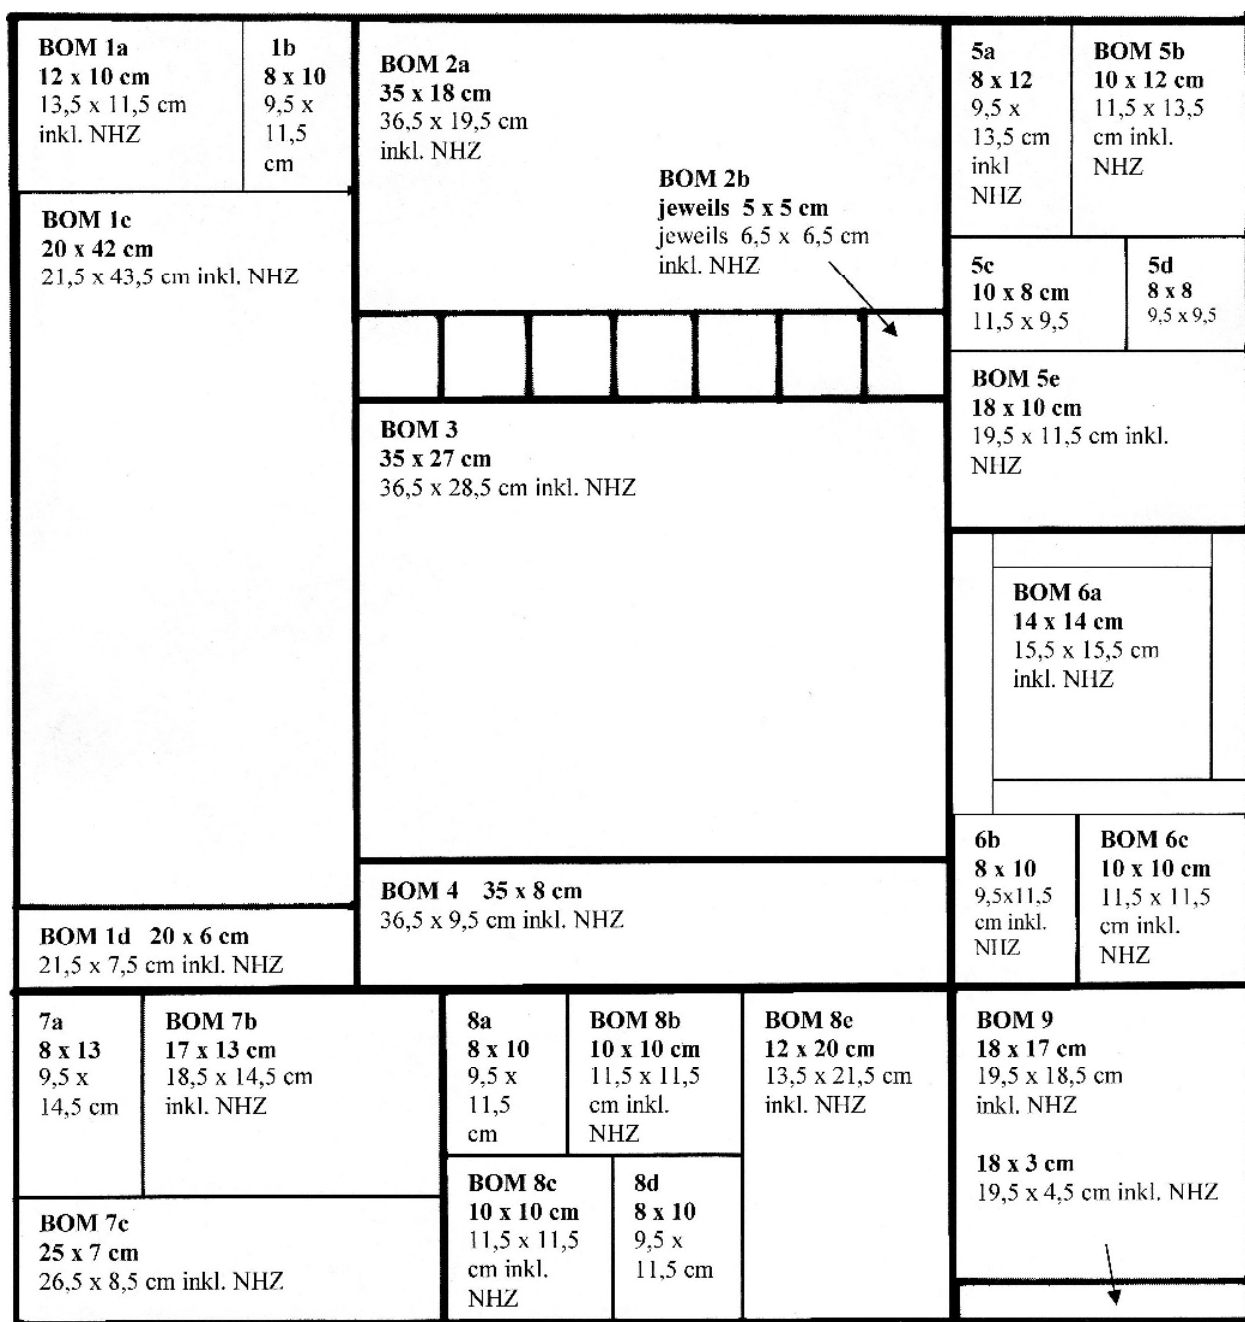 BOM 1a
12 x 10 cm
13,5 x 11,5 cm
inkl. NHZ
1b
8 x 10
9,5 x
11,5
cm
BOM 1c
20 x 42 cm
21,5 x 43,5 cm inkl. NHZ
BOM 1d 20 x 6 cm
21,5 x 7,5 cm inkl. NHZ
BOM 2a
35 x 18 cm
36,5 x 19,5 cm
inkl. NHZ
BOM 2b
jeweils 5 x 5 cm
jeweils 6,5 x 6,5 cm
inkl. NHZ
BOM 3
35 x 27 cm
36,5 x 28,5 cm inkl. NHZ
BOM 4 35 x 8 cm
36,5 x 9,5 cm inkl. NHZ
5a
8 x 12
9,5 x
13,5 cm
inkl
NHZ
BOM 5b
10 x 12 cm
11,5 x 13,5
cm inkl.
NHZ
5c
10 x 8 cm
11,5 x 9,5
5d
8 x 8
9,5 x 9,5
BOM 5e
18 x 10 cm
19,5 x 11,5 cm inkl.
NHZ
BOM 6a
14 x 14 cm
15,5 x 15,5 cm
inkl. NHZ
6b
8 x 10
9,5x11,5
cm inkl.
NHZ
BOM 6c
10 x 10 cm
11,5 x 11,5
cm inkl.
NHZ
7a
8 x 13
9,5 x
14,5 cm
BOM 7b
17 x 13 cm
18,5 x 14,5 cm
inkl. NHZ
BOM 7c
25 x 7 cm
26,5 x 8,5 cm inkl. NHZ
8a
8 x 10
9,5 x
11,5
cm
BOM 8b
10 x 10 cm
11,5 x 11,5
cm inkl.
NHZ
BOM 8c
10 x 10 cm
11,5 x 11,5
cm inkl.
NHZ
8d
8 x 10
9,5 x
11,5 cm
BOM 8e
12 x 20 cm
13,5 x 21,5 cm
inkl. NHZ
BOM 9
18 x 17 cm
19,5 x 18,5 cm
inkl. NHZ
18 x 3 cm
19,5 x 4,5 cm inkl. NHZ